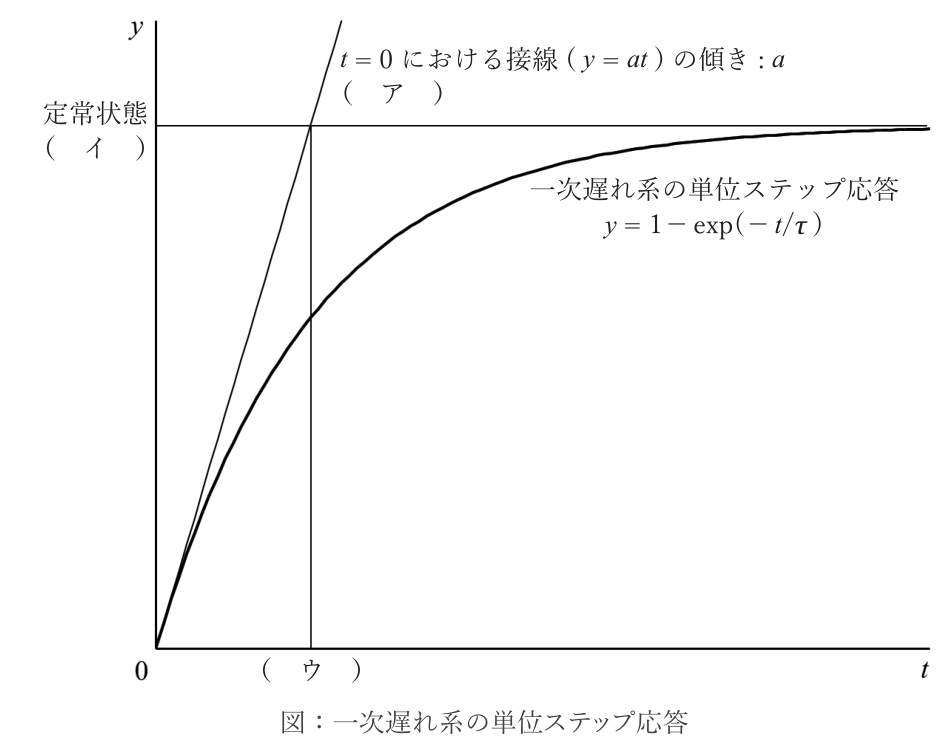 y
t = 0 における接線 ( y = at ) の傾き : a
(　ア　)
定常状態
(　イ　)
一次遅れ系の単位ステップ応答
y = 1 − exp(− t/τ )
0
(　ウ　)
t
図：一次遅れ系の単位ステップ応答